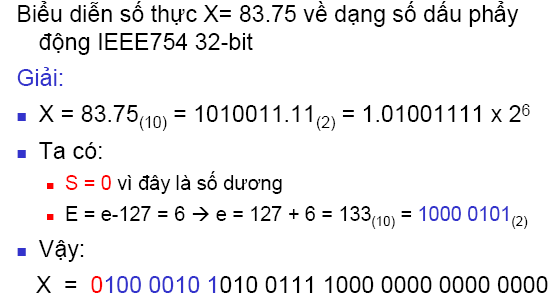 Biểu diễn số thực X= 83.75 về dạng số dấu phẩy
động IEEE754 32-bit
Giải:
X = 83.75(10) = 1010011.11(2) = 1.01001111 x 2^6
Ta có:
S = 0 vì đây là số dương
E = e-127 = 6 → e = 127 + 6 = 133(10) = 1000 0101(2)
Vậy:
X = 0100 0010 1010 0111 1000 0000 0000 0000